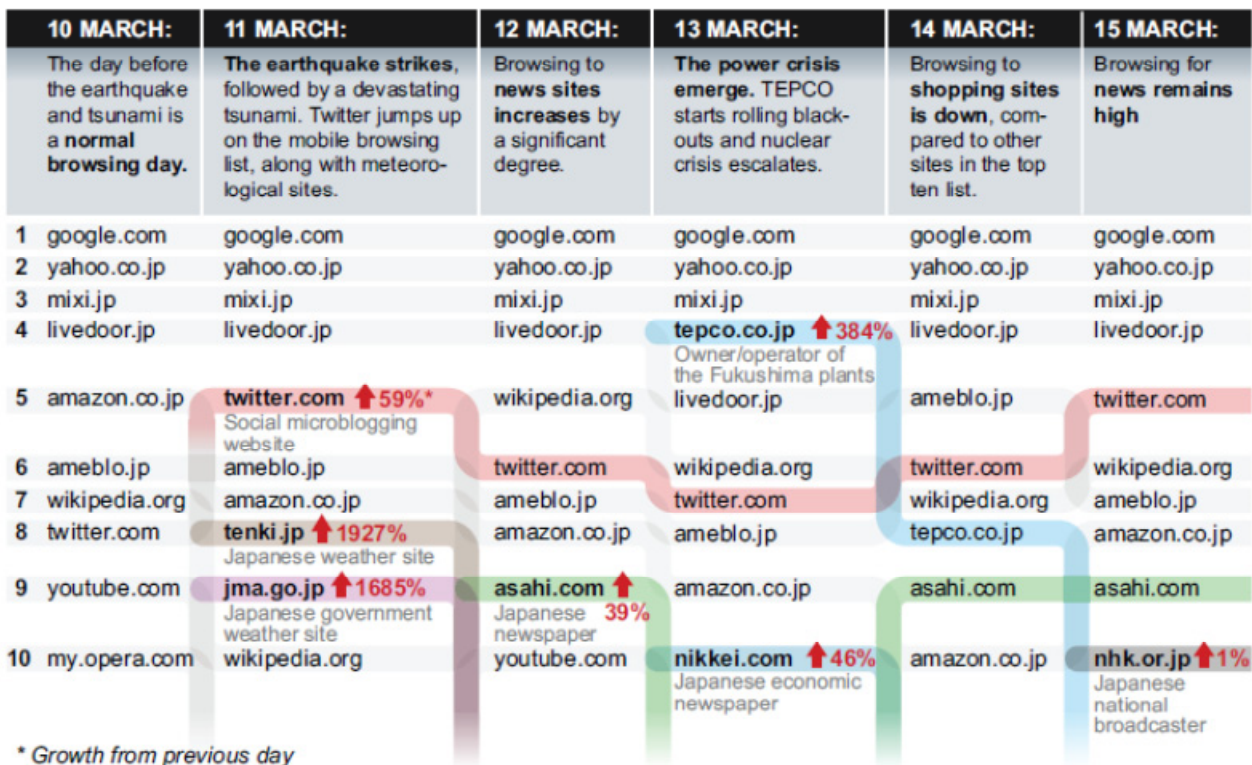 10 MARCH:
The day before
the earthquake
and tsunami is
a normal
browsing day.
11 MARCH:
The earthquake strikes,
followed by a devastating
tsunami. Twitter jumps up
on the mobile browsing
list, along with meteoro-
logical sites.
12 MARCH:
Browsing to
news sites
increases by
a significant
degree.
13 MARCH:
The power crisis
emerge. TEPCO
starts rolling black-
outs and nuclear
crisis escalates.
14 MARCH:
Browsing to
shopping sites
is down, com-
pared to other
sites in the top
ten list.
15 MARCH:
Browsing for
news remains
high
1 google.com google.com google.com google.com google.com google.com
2 yahoo.co.jp yahoo.co.jp yahoo.co.jp yahoo.co.jp yahoo.co.jp yahoo.co.jp
3 mixi.jp mixi.jp mixi.jp mixi.jp mixi.jp mixi.jp
4 livedoor.jp livedoor.jp livedoor.jp tepco.co.jp 384% livedoor.jp livedoor.jp
Owner/operator of
the Fukushima plants
5 amazon.co.jp twitter.com 59%* wikipedia.org livedoor.jp ameblo.jp twitter.com
Social microblogging
website
6 ameblo.jp ameblo.jp twitter.com wikipedia.org twitter.com wikipedia.org
7 wikipedia.org amazon.co.jp ameblo.jp twitter.com wikipedia.org ameblo.jp
8 twitter.com tenki.jp 1927% amazon.co.jp ameblo.jp tepco.co.jp amazon.co.jp
Japanese weather site
9 youtube.com jma.go.jp 1685% asahi.com amazon.co.jp asahi.com asahi.com
Japanese government Japanese 39%
weather site newspaper
10 my.opera.com wikipedia.org youtube.com nikkei.com 46% amazon.co.jp nhk.or.jp 1%
Japanese economic Japanese
newspaper national
broadcaster
* Growth from previous day